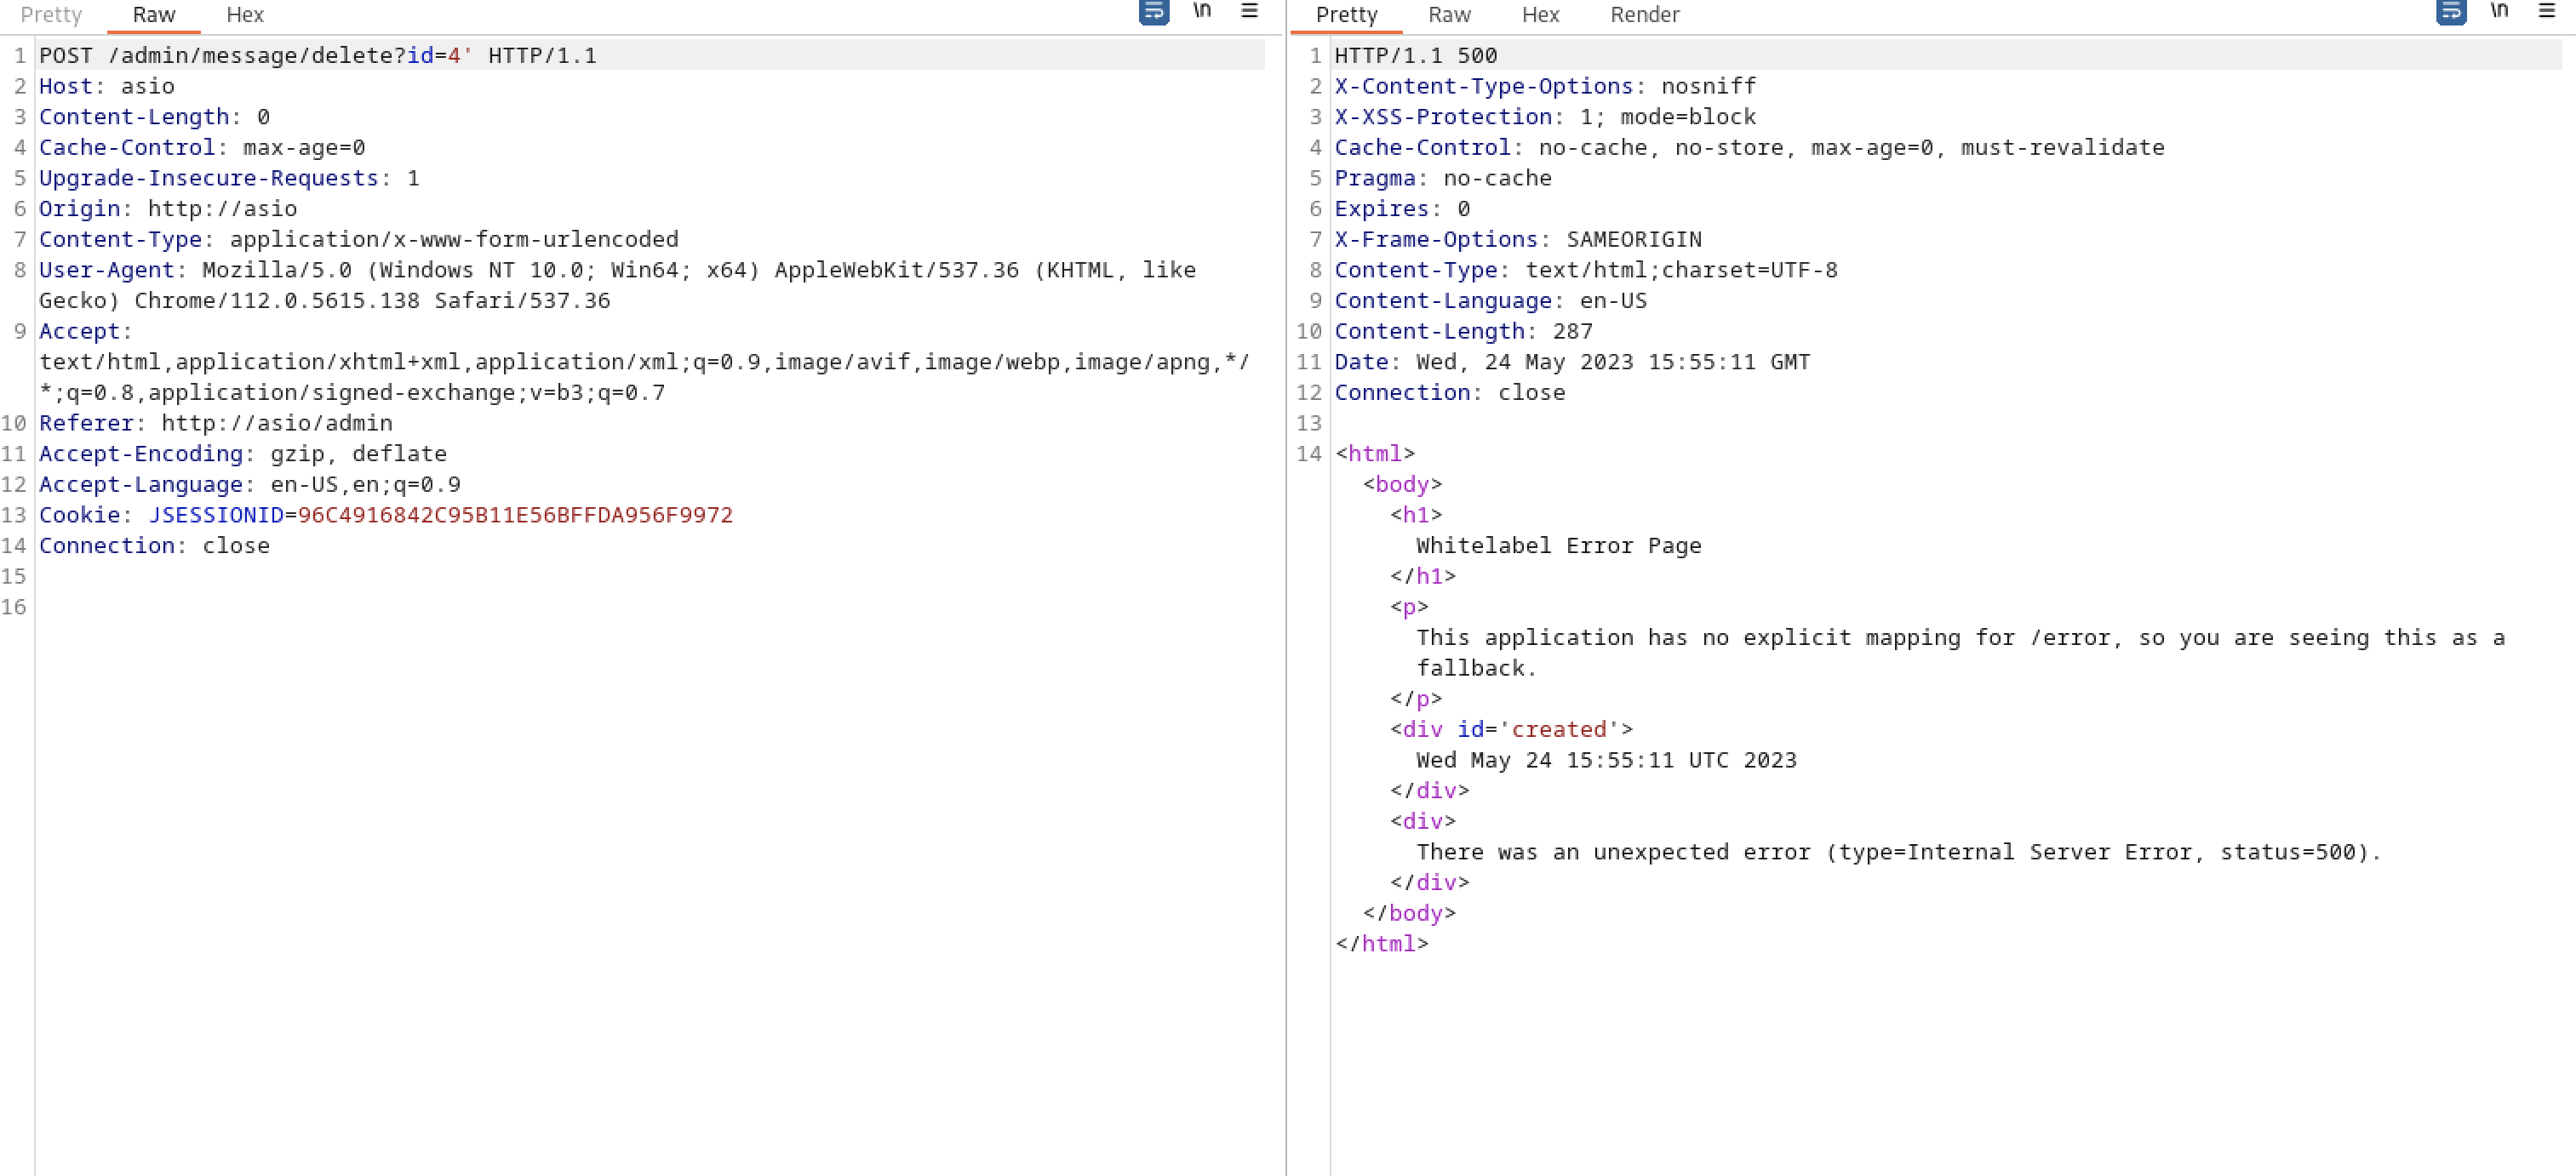 Pretty Raw Hex \n
1 POST /admin/message/delete?id=4' HTTP/1.1
2 Host: asio
3 Content-Length: 0
4 Cache-Control: max-age=0
5 Upgrade-Insecure-Requests: 1
6 Origin: http://asio
7 Content-Type: application/x-www-form-urlencoded
8 User-Agent: Mozilla/5.0 (Windows NT 10.0; Win64; x64) AppleWebKit/537.36 (KHTML, like
Gecko) Chrome/112.0.5615.138 Safari/537.36
9 Accept:
text/html,application/xhtml+xml,application/xml;q=0.9,image/avif,image/webp,image/apng,*/
*;q=0.8,application/signed-exchange;v=b3;q=0.7
10 Referer: http://asio/admin
11 Accept-Encoding: gzip, deflate
12 Accept-Language: en-US,en;q=0.9
13 Cookie: JSESSIONID=96C4916842C95B11E56BFFDA956F9972
14 Connection: close
15
16
Pretty Raw Hex Render \n
1 HTTP/1.1 500
2 X-Content-Type-Options: nosniff
3 X-XSS-Protection: 1; mode=block
4 Cache-Control: no-cache, no-store, max-age=0, must-revalidate
5 Pragma: no-cache
6 Expires: 0
7 X-Frame-Options: SAMEORIGIN
8 Content-Type: text/html;charset=UTF-8
9 Content-Language: en-US
10 Content-Length: 287
11 Date: Wed, 24 May 2023 15:55:11 GMT
12 Connection: close
13
14 <html>
<body>
<h1>
Whitelabel Error Page
</h1>
<p>
This application has no explicit mapping for /error, so you are seeing this as a
fallback.
</p>
<div id='created'>
Wed May 24 15:55:11 UTC 2023
</div>
<div>
There was an unexpected error (type=Internal Server Error, status=500).
</div>
</body>
</html>